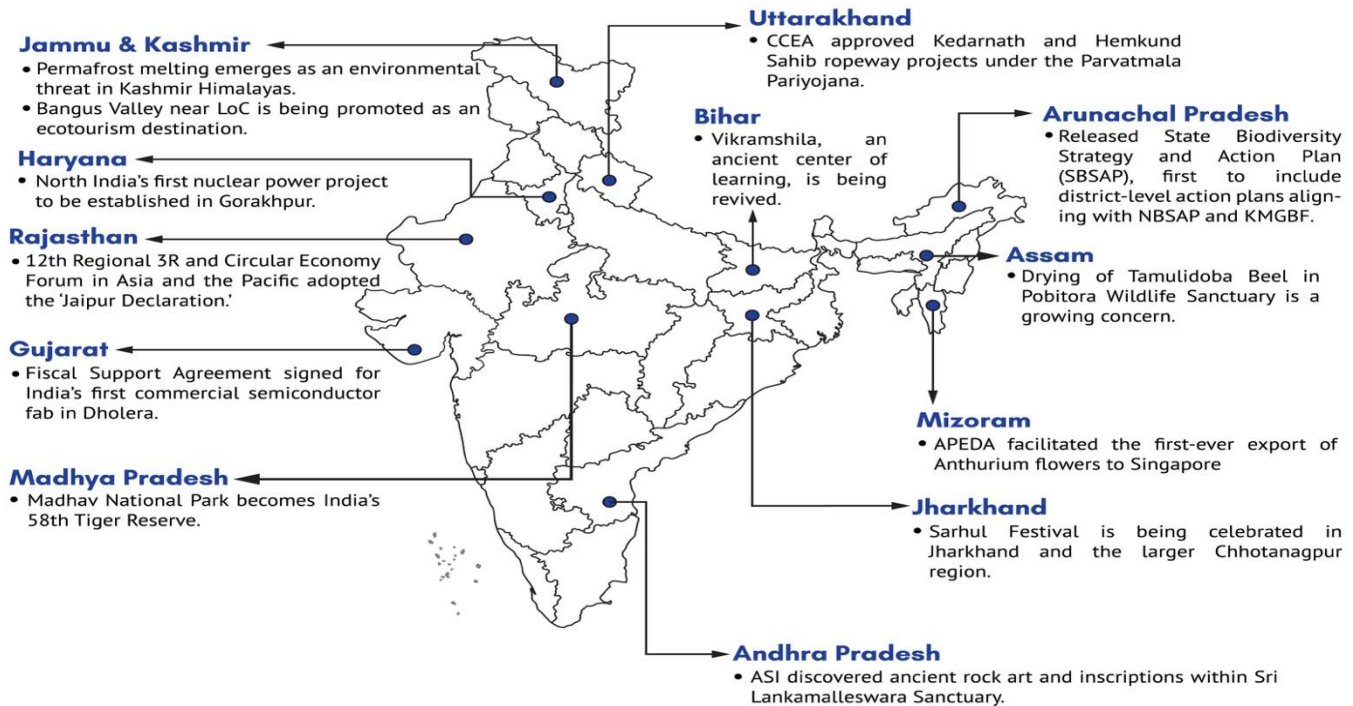 Jammu & Kashmir
• Permafrost melting emerges as an environmental
threat in Kashmir Himalayas.
• Bangus Valley near LoC is being promoted as an
ecotourism destination.
Haryana
• North India's first nuclear power project
to be established in Gorakhpur.
Rajasthan
• 12th Regional 3R and Circular Economy
Forum in Asia and the Pacific adopted
the 'Jaipur Declaration.'
Gujarat
• Fiscal Support Agreement signed for
India's first commercial semiconductor
fab in Dholera.
Madhya Pradesh
• Madhav National Park becomes India's
58th Tiger Reserve.
Uttarakhand
• CCEA approved Kedarnath and Hemkund
Sahib ropeway projects under the Parvatmala
Pariyojana.
Bihar
• Vikramshila, an
ancient center of
learning, is being
revived.
Arunachal Pradesh
• Released State Biodiversity
Strategy and Action Plan
(SBSAP), first to include
district-level action plans align-
ing with NBSAP and KMGBF.
Assam
• Drying of Tamulidoba Beel in
Pobitora Wildlife Sanctuary is a
growing concern.
Mizoram
• APEDA facilitated the first-ever export of
Anthurium flowers to Singapore
Jharkhand
• Sarhul Festival is being celebrated in
Jharkhand and the larger Chhotanagpur
region.
Andhra Pradesh
• ASI discovered ancient rock art and inscriptions within Sri
Lankamalleswara Sanctuary.